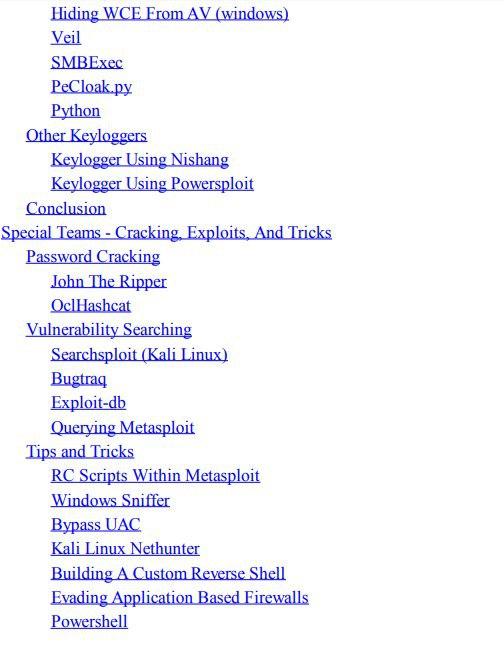 Hiding WCE From AV (windows)
Veil
SMBExec
PeCloak.py
Python
Other Keyloggers
Keylogger Using Nishang
Keylogger Using Powersploit
Conclusion
Special Teams - Cracking, Exploits, And Tricks
Password Cracking
John The Ripper
OclHashcat
Vulnerability Searching
Searchsploit (Kali Linux)
Bugtraq
Exploit-db
Querying Metasploit
Tips and Tricks
RC Scripts Within Metasploit
Windows Sniffer
Bypass UAC
Kali Linux Nethunter
Building A Custom Reverse Shell
Evading Application Based Firewalls
Powershell